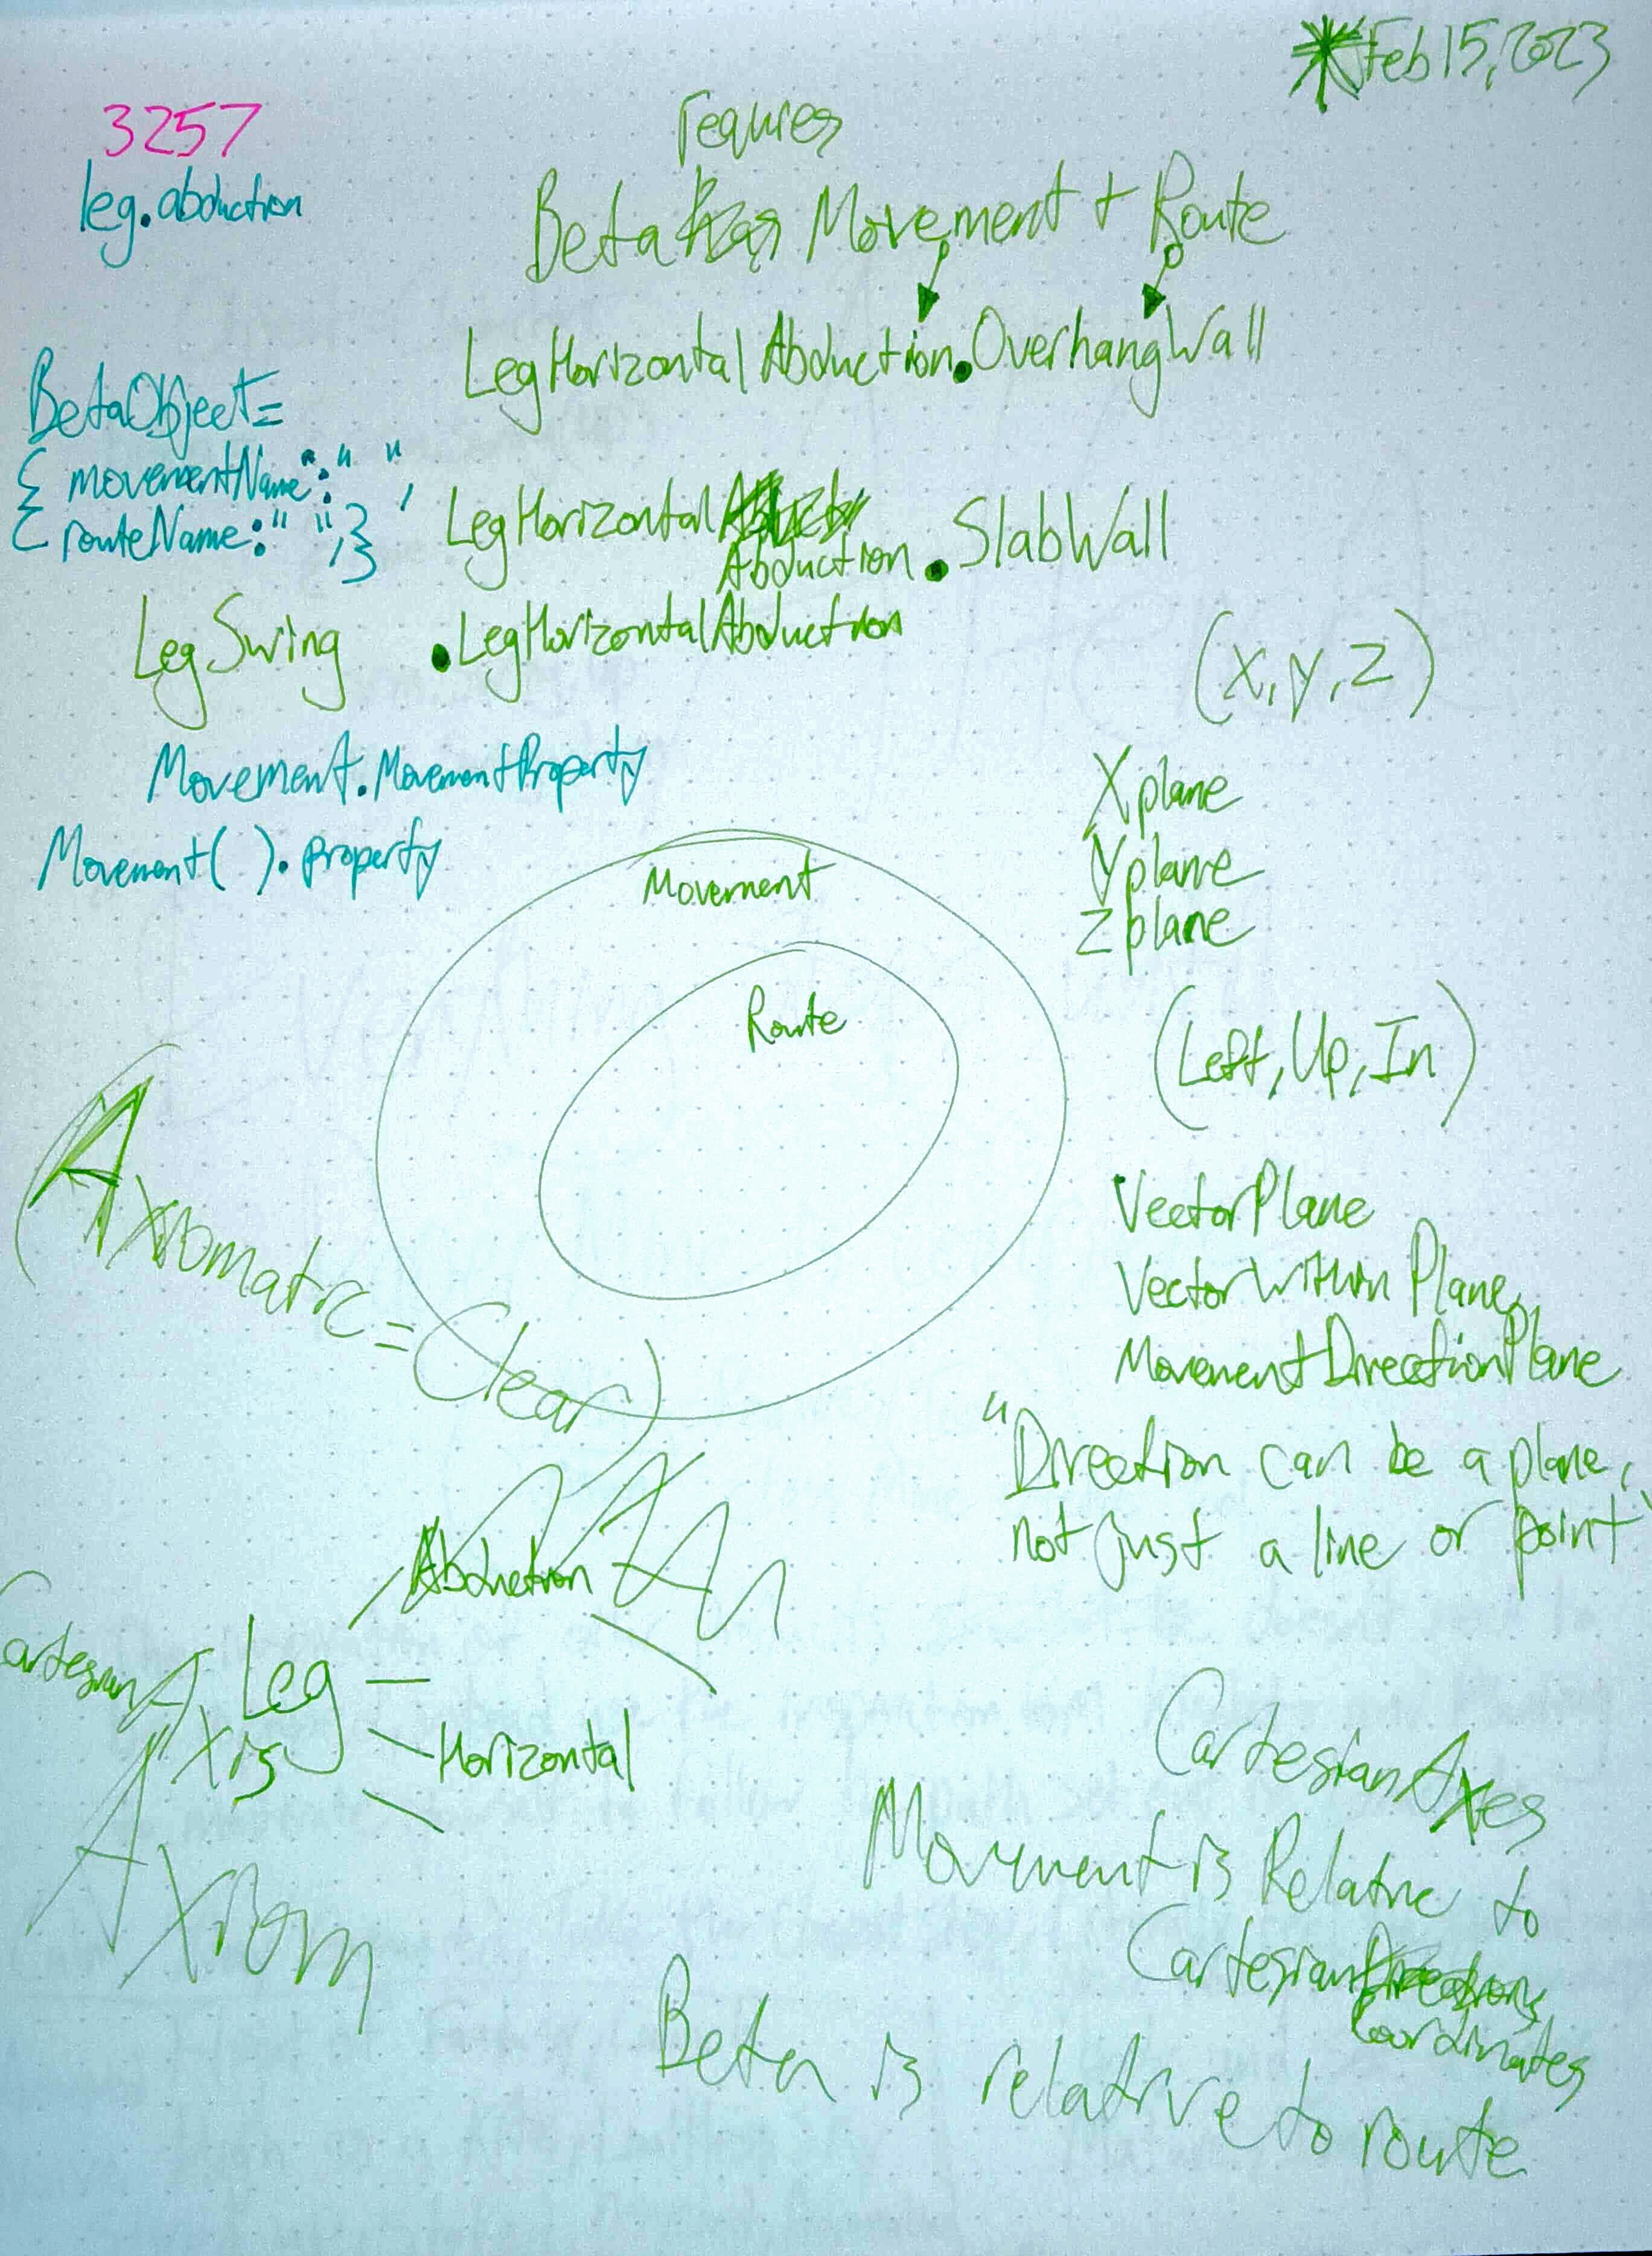 *Feb 15, 2023
3257
leg.abduction
requires
Beta has Movement + Route
LegHorizontalAbduction.OverhangWall
BetaObject=
{ movementName: " ",
{ routeName: " ",}
}
LegHorizontal
Abduction.SlabWall
LegSwing .LegHorizontalAbduction
Movement.MovementProperty
Movement( ).property
(x,y,z)
Xplane
Yplane
Zplane
Movement
Route
(Left,Up,In)
(Axiomatic=Clear)
VectorPlane
VectorWithinPlane
MovementDirectionPlane
"Direction can be a plane,
not just a line or point
Abduction
Cartesian
Axis
Leg
Horizontal
Axiom
CartesianAxes
Movement is Relative to
Cartesian Directions
Coordinates
Beta is relative to route